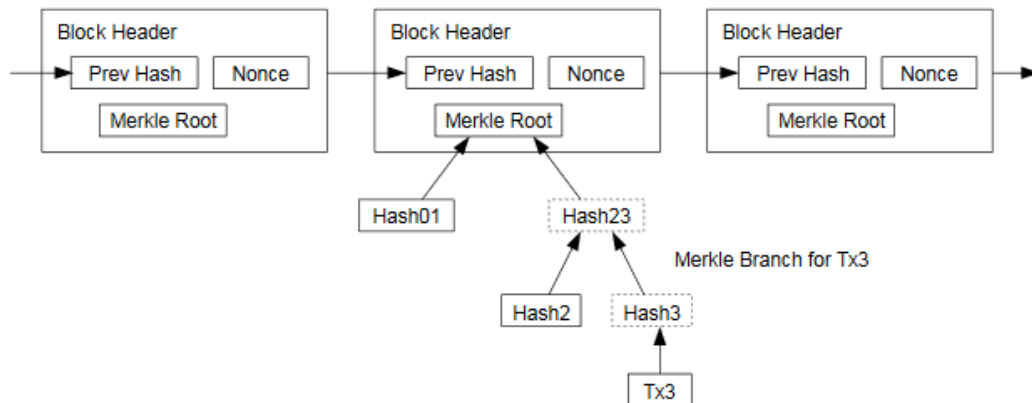 Block Header
Block Header
Block Header
Prev Hash
Nonce
Prev Hash
Nonce
Prev Hash
Nonce
Merkle Root
Merkle Root
Merkle Root
Hash01
Hash23
Merkle Branch for Tx3
Hash2
Hash3
Tx3